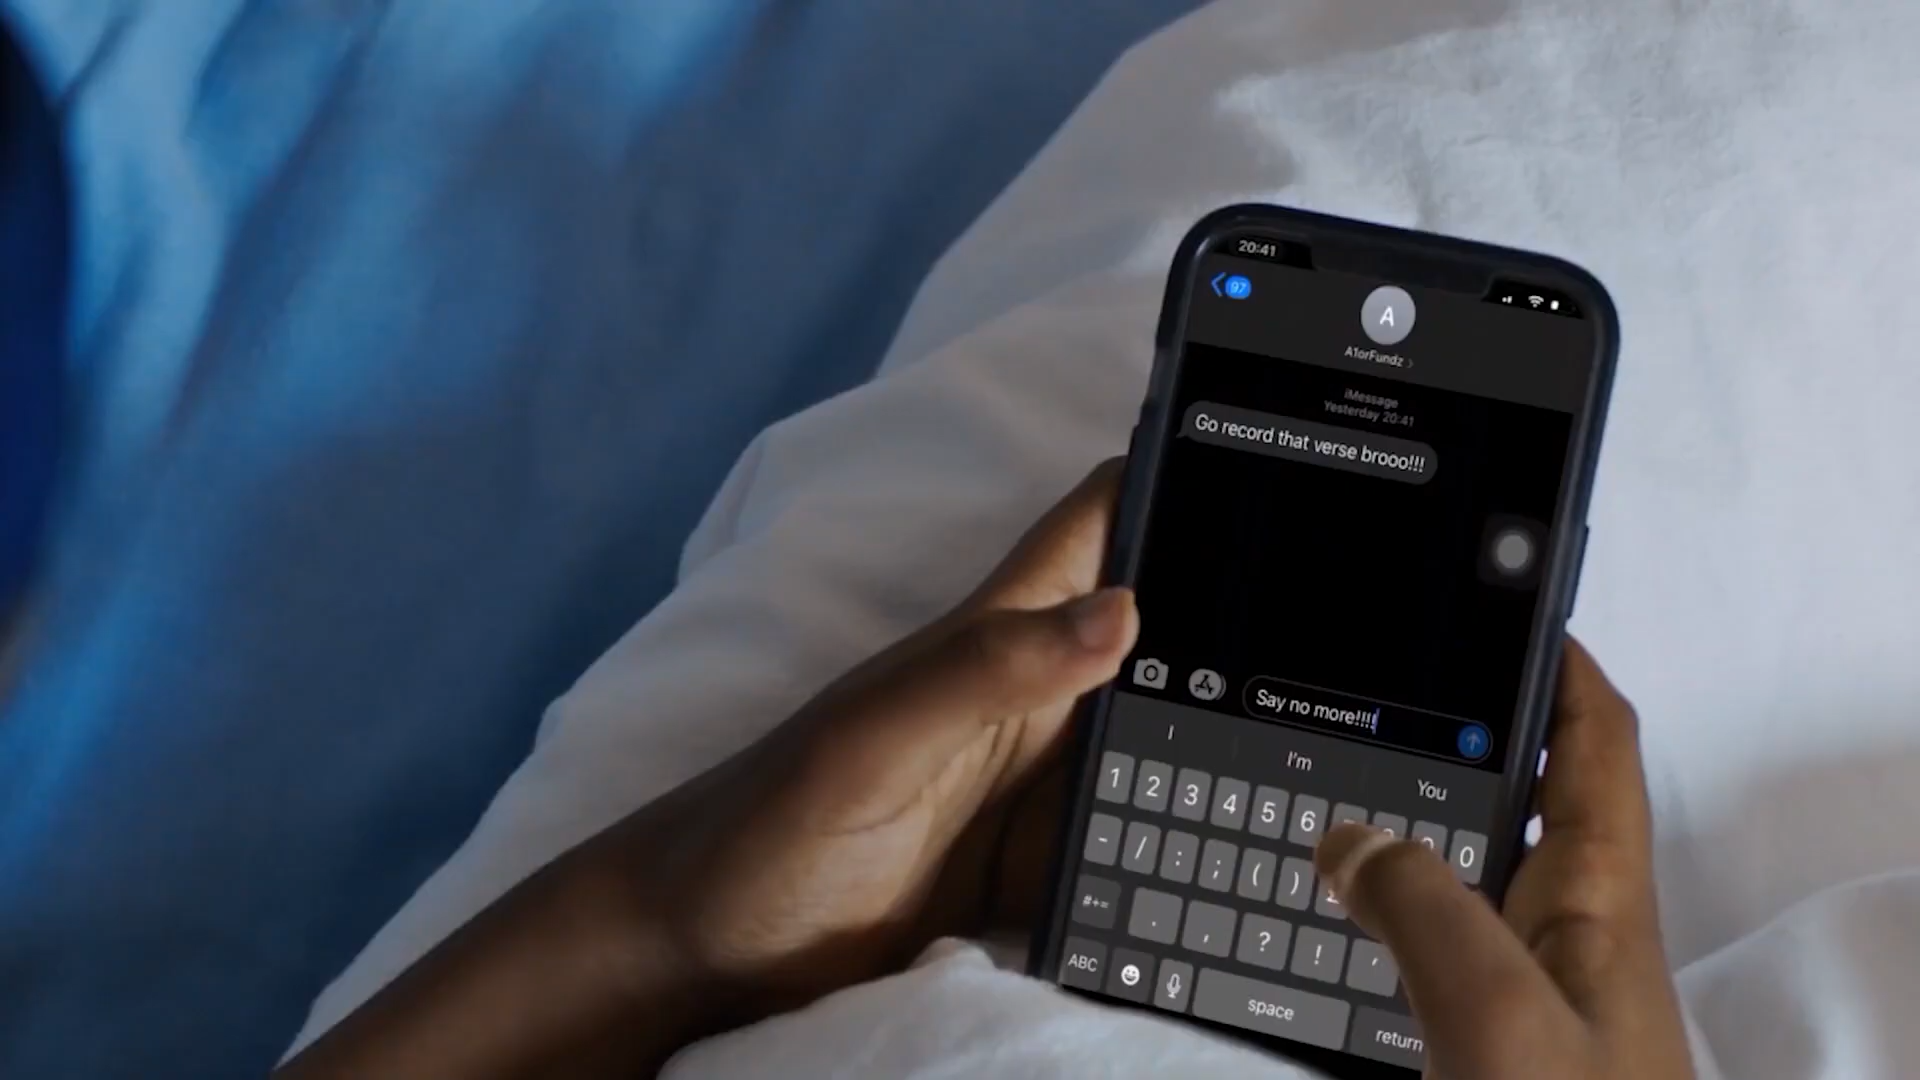 20:41
97
A
A1orFundz
iMessage
Yesterday 20:41
Go record that verse brooo!!!
Say no more!!!!
I I'm You
1 2 3 4 5 6 0
- / : ; ( )
#+= . , ? ! '
ABC space return